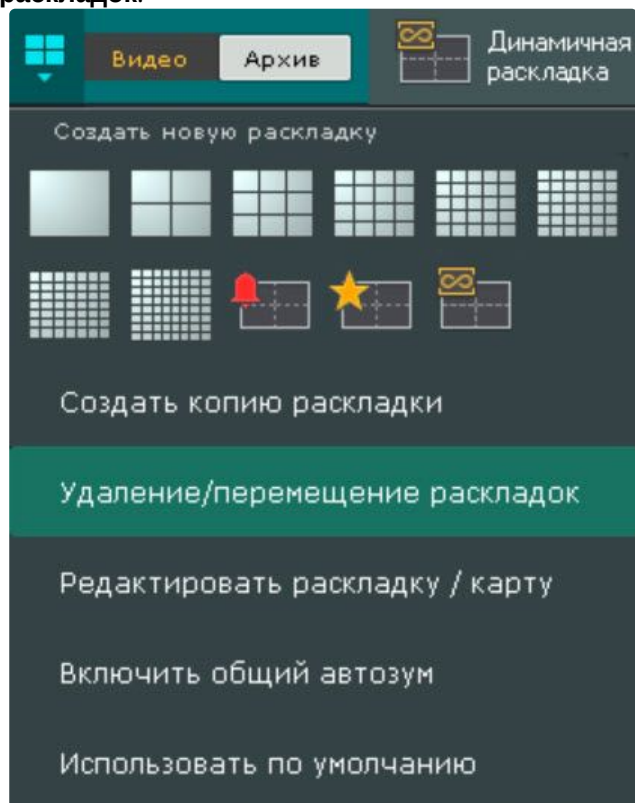 раскладок.
Видео Архив Динамичная
раскладка
Создать новую раскладку
Создать копию раскладки
Удаление/перемещение раскладок
Редактировать раскладку / карту
Включить общий автозум
Использовать по умолчанию